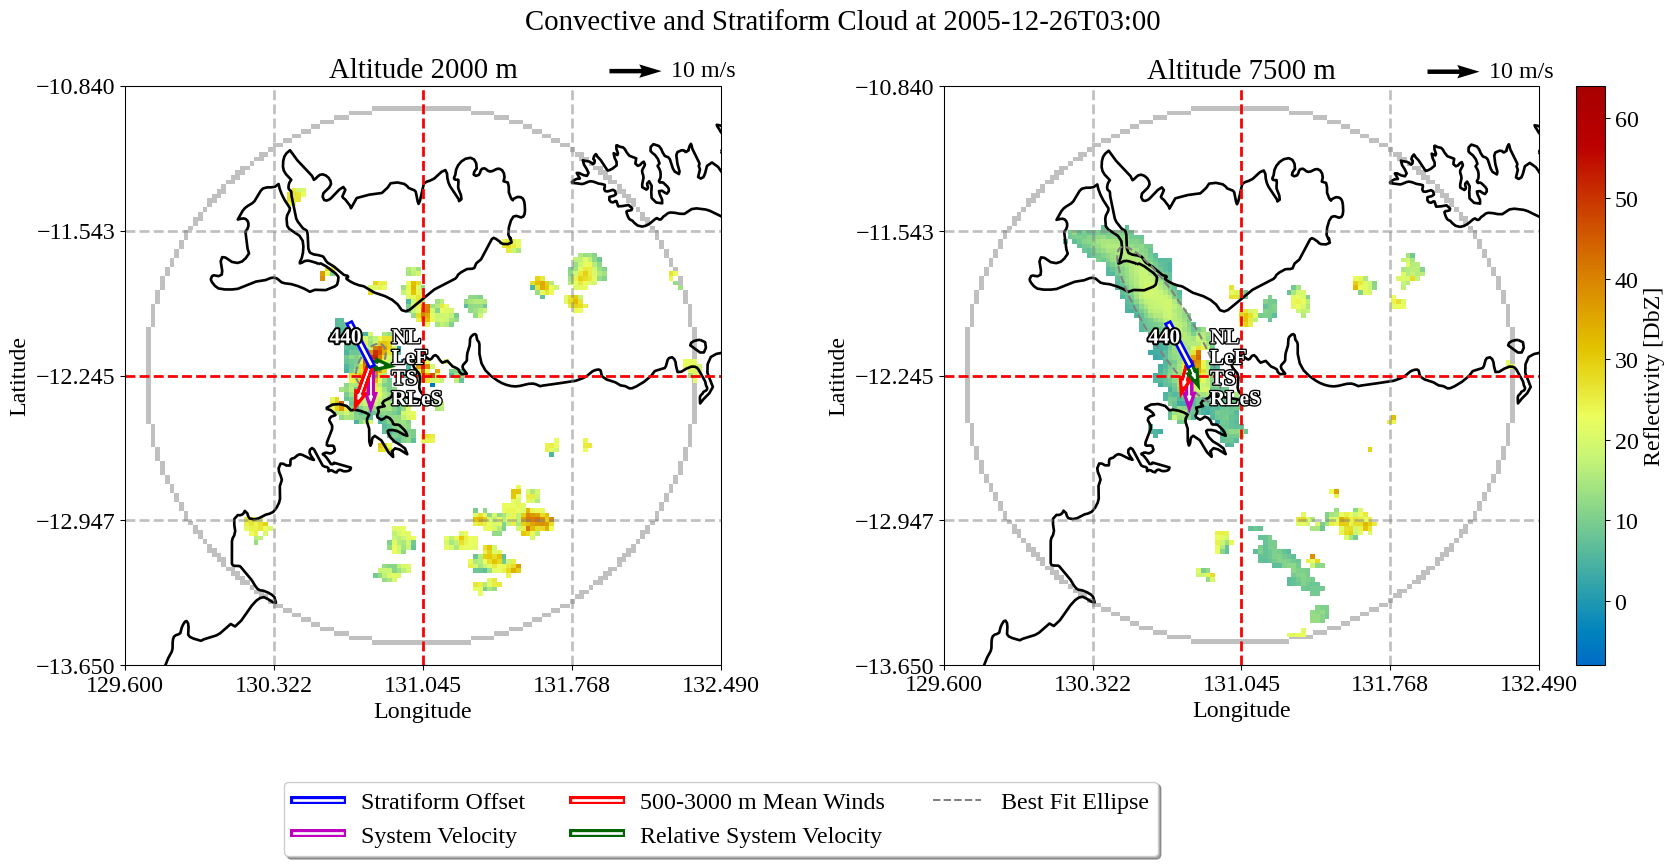 Convective and Stratiform Cloud at 2005-12-26T03:00
Altitude 2000 m
10 m/s
Altitude 7500 m
10 m/s
−10.840
−11.543
−12.245
−12.947
−13.650
Latitude
129.600
130.322
131.045
131.768
132.490
Longitude
440
NL
LeF
TS
RLeS
−10.840
−11.543
−12.245
−12.947
−13.650
Latitude
129.600
130.322
131.045
131.768
132.490
Longitude
440
NL
LeF
TS
RLeS
60
50
40
30
20
10
0
Reflectivity [DbZ]
Stratiform Offset
System Velocity
500-3000 m Mean Winds
Relative System Velocity
Best Fit Ellipse